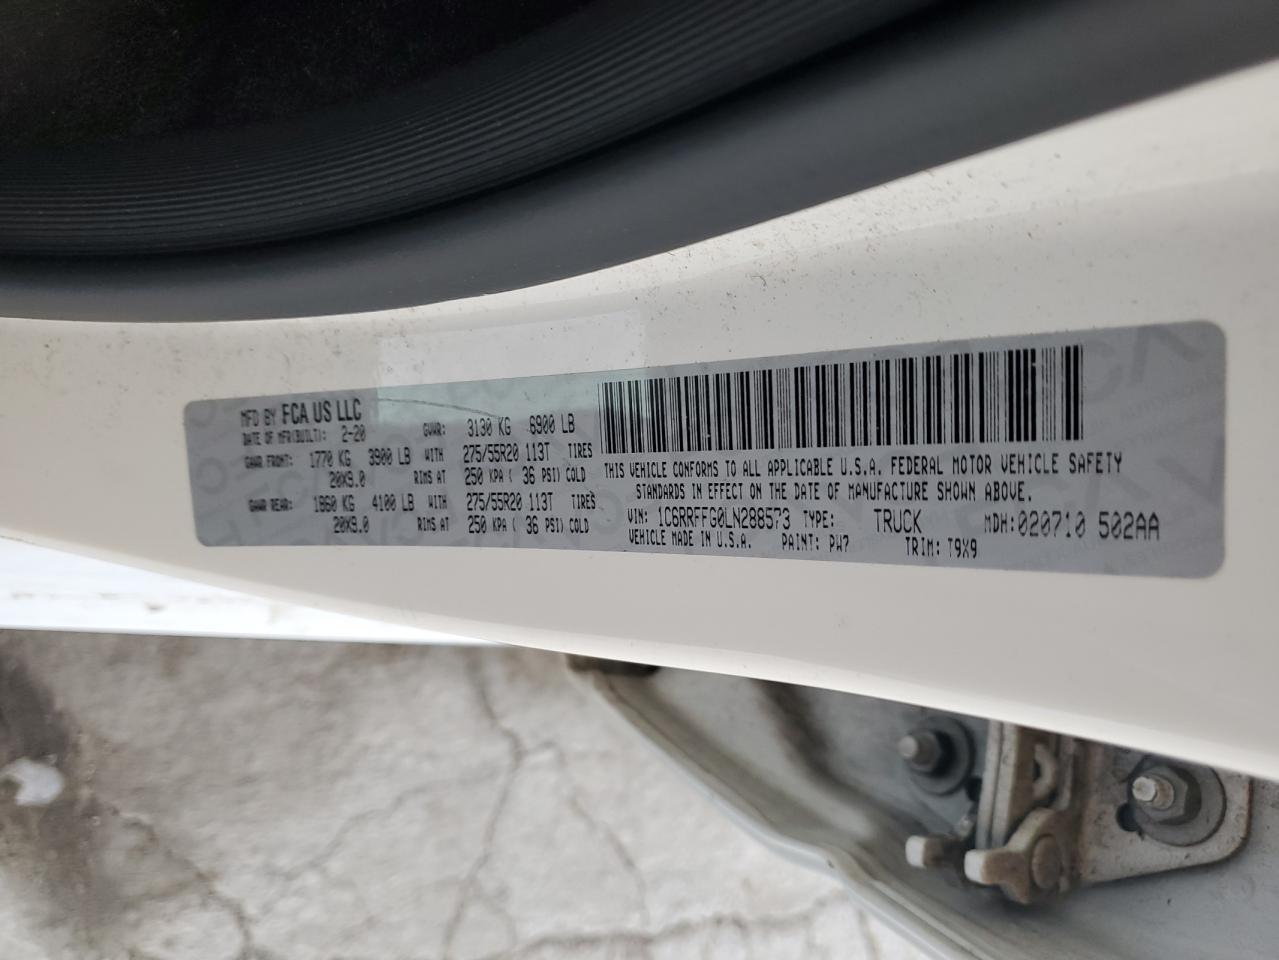 MFD BY FCA US LLC
DATE OF MFR(BUILT): 2-20 GVWR: 3130 KG 6900 LB
GAWR FRONT: 1770 KG 3900 LB WITH 275/55R20 113T TIRES
20X9.0 RIMS AT 250 KPA ( 36 PSI) COLD
GAWR REAR: 1860 KG 4100 LB WITH 275/55R20 113T TIRES
20X9.0 RIMS AT 250 KPA ( 36 PSI) COLD
THIS VEHICLE CONFORMS TO ALL APPLICABLE U.S.A. FEDERAL MOTOR VEHICLE SAFETY
STANDARDS IN EFFECT ON THE DATE OF MANUFACTURE SHOWN ABOVE.
VIN: 1C6RRFFG0LN288573 TYPE: TRUCK MDH:020710 502AA
VEHICLE MADE IN U.S.A. PAINT: PW7 TRIM: T9X9